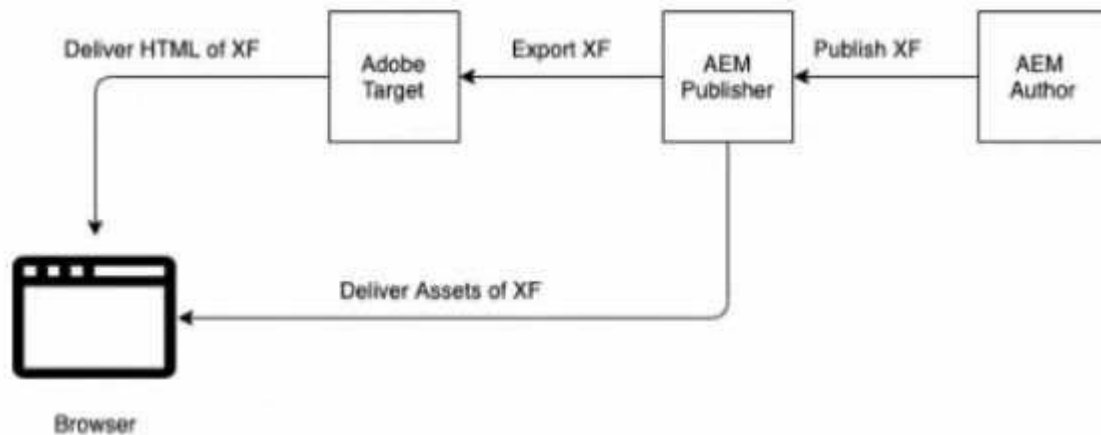 Deliver HTML of XF
Adobe
Target
Export XF
AEM
Publisher
Publish XF
AEM
Author
Deliver Assets of XF
Browser